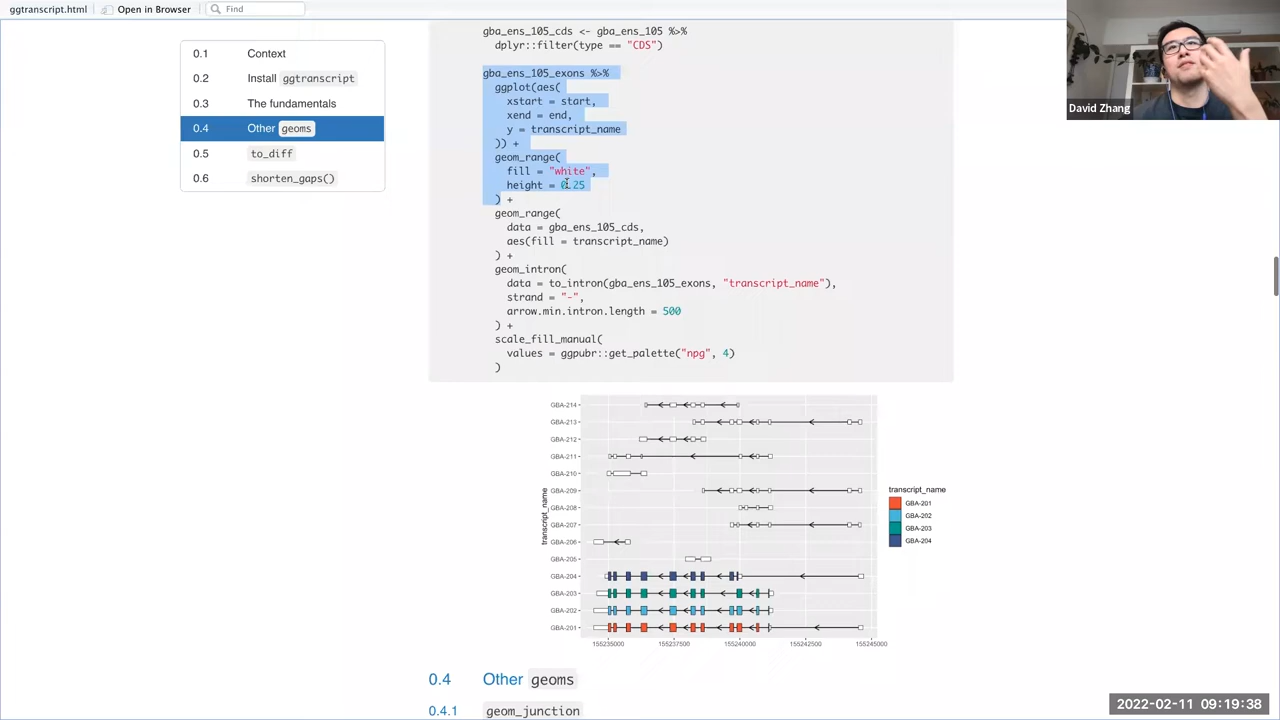 ggtranscript.html
Open in Browser
Find
0.1 Context
0.2 Install ggtranscript
0.3 The fundamentals
0.4 Other geoms
0.5 to_diff
0.6 shorten_gaps()
gba_ens_105_cds <- gba_ens_105 %>%
dplyr::filter(type == "CDS")
gba_ens_105_exons %>%
ggplot(aes(
xstart = start,
xend = end,
y = transcript_name
)) +
geom_range(
fill = "white",
height = 0.25
) +
geom_range(
data = gba_ens_105_cds,
aes(fill = transcript_name)
) +
geom_intron(
data = to_intron(gba_ens_105_exons, "transcript_name"),
strand = "-",
arrow.min.intron.length = 500
) +
scale_fill_manual(
values = ggpubr::get_palette("npg", 4)
)
transcript_name
GBA-214
GBA-213
GBA-212
GBA-211
GBA-210
GBA-209
GBA-208
GBA-207
GBA-206
GBA-205
GBA-204
GBA-203
GBA-202
GBA-201
155235000 155237500 155240000 155242500 155245000
transcript_name
GBA-201
GBA-202
GBA-203
GBA-204
0.4 Other geoms
0.4.1 geom_junction
David Zhang
2022-02-11 09:19:38